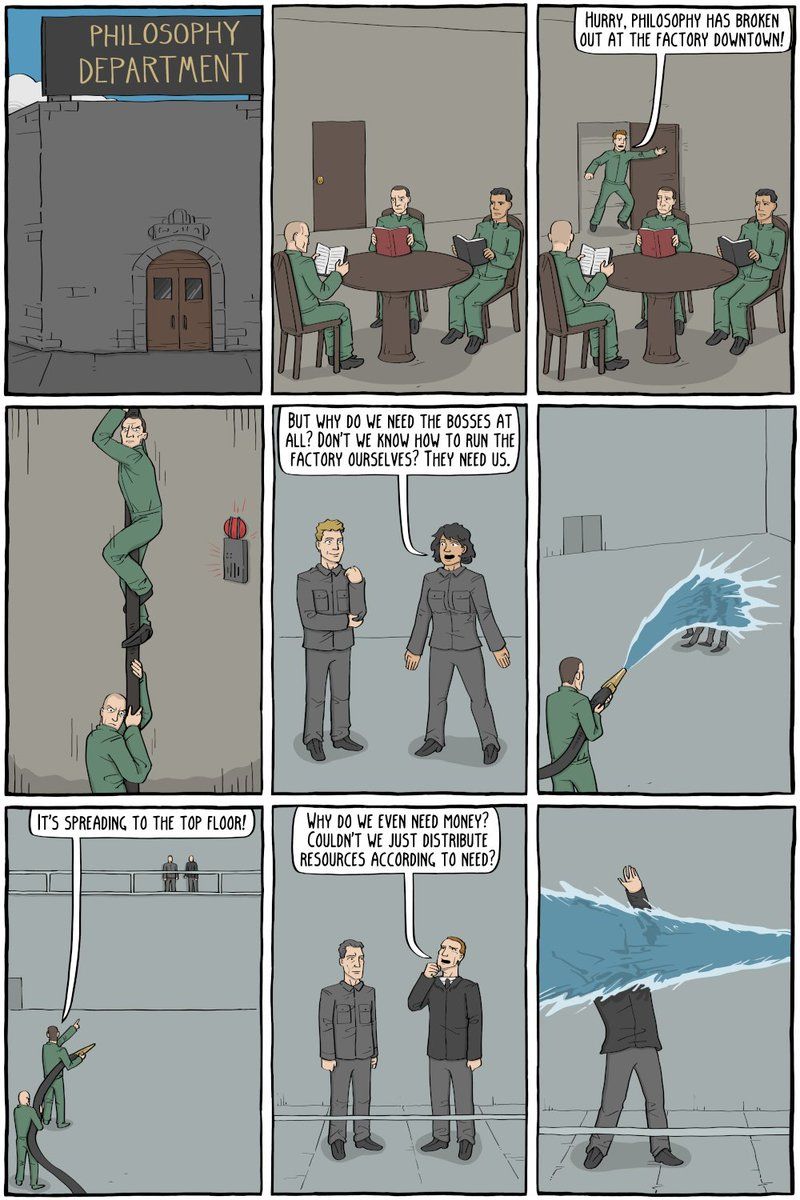 PHILOSOPHY
DEPARTMENT
HURRY, PHILOSOPHY HAS BROKEN
OUT AT THE FACTORY DOWNTOWN!
BUT WHY DO WE NEED THE BOSSES AT
ALL? DON'T WE KNOW HOW TO RUN THE
FACTORY OURSELVES? THEY NEED US.
IT'S SPREADING TO THE TOP FLOOR!
WHY DO WE EVEN NEED MONEY?
COULDN'T WE JUST DISTRIBUTE
RESOURCES ACCORDING TO NEED?